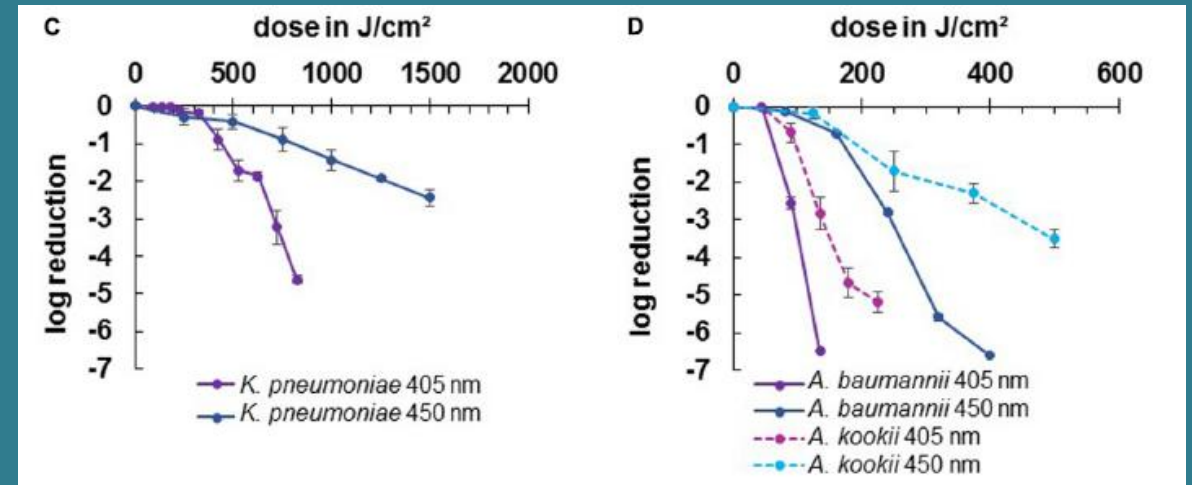 C
dose in J/cm²
0 500 1000 1500 2000
0
-1
-2
-3
-4
-5
-6
-7
log reduction
K. pneumoniae 405 nm
K. pneumoniae 450 nm
D
dose in J/cm²
0 200 400 600
0
-1
-2
-3
-4
-5
-6
-7
log reduction
A. baumannii 405 nm
A. baumannii 450 nm
A. kookii 405 nm
A. kookii 450 nm